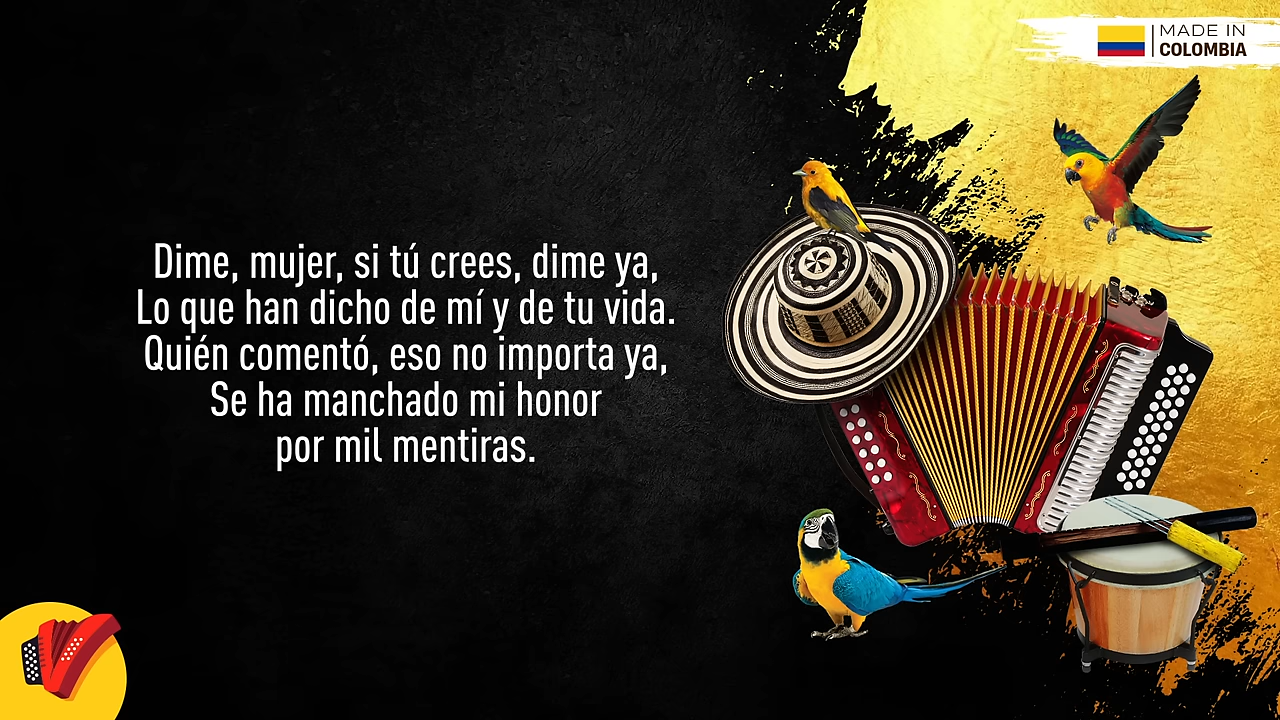 MADE IN
COLOMBIA
Dime, mujer, si tú crees, dime ya,
Lo que han dicho de mí y de tu vida.
Quién comentó, eso no importa ya,
Se ha manchado mi honor
por mil mentiras.